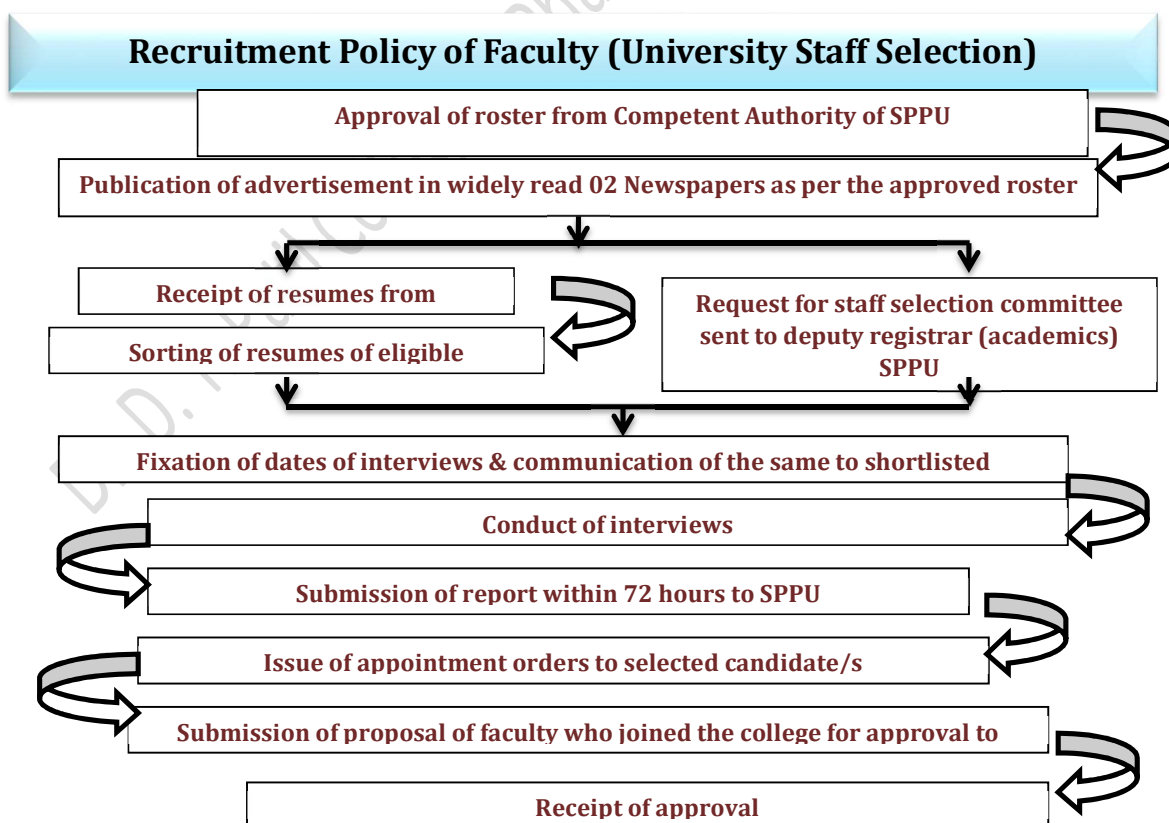 Recruitment Policy of Faculty (University Staff Selection)
Approval of roster from Competent Authority of SPPU
Publication of advertisement in widely read 02 Newspapers as per the approved roster
Receipt of resumes from
Sorting of resumes of eligible
Request for staff selection committee
sent to deputy registrar (academics)
SPPU
Fixation of dates of interviews & communication of the same to shortlisted
Conduct of interviews
Submission of report within 72 hours to SPPU
Issue of appointment orders to selected candidate/s
Submission of proposal of faculty who joined the college for approval to
Receipt of approval